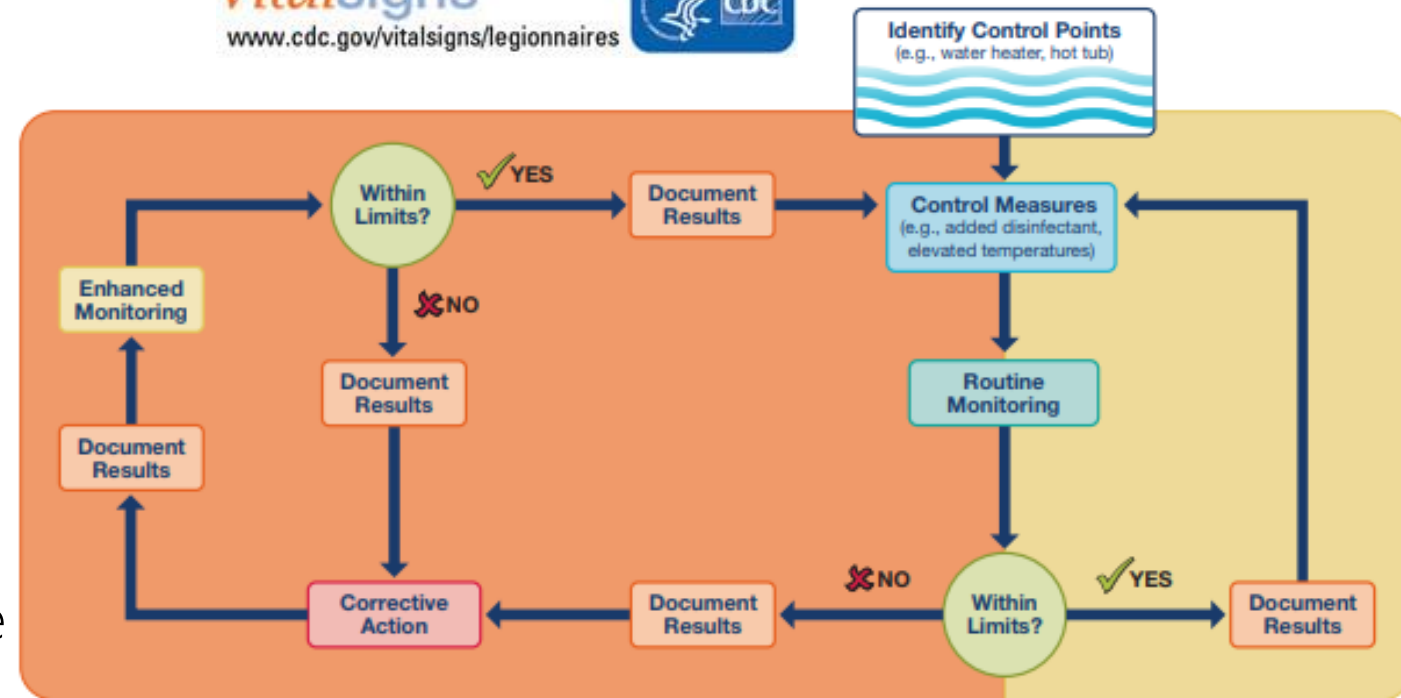 Vitalsigns
www.cdc.gov/vitalsigns/legionnaires
CDC
Identify Control Points
(e.g., water heater, hot tub)
Within
Limits?
YES
Document
Results
Control Measures
(e.g., added disinfectant,
elevated temperatures)
Enhanced
Monitoring
NO
Document
Results
Routine
Monitoring
Document
Results
Corrective
Action
Document
Results
NO
Within
Limits?
YES
Document
Results
e